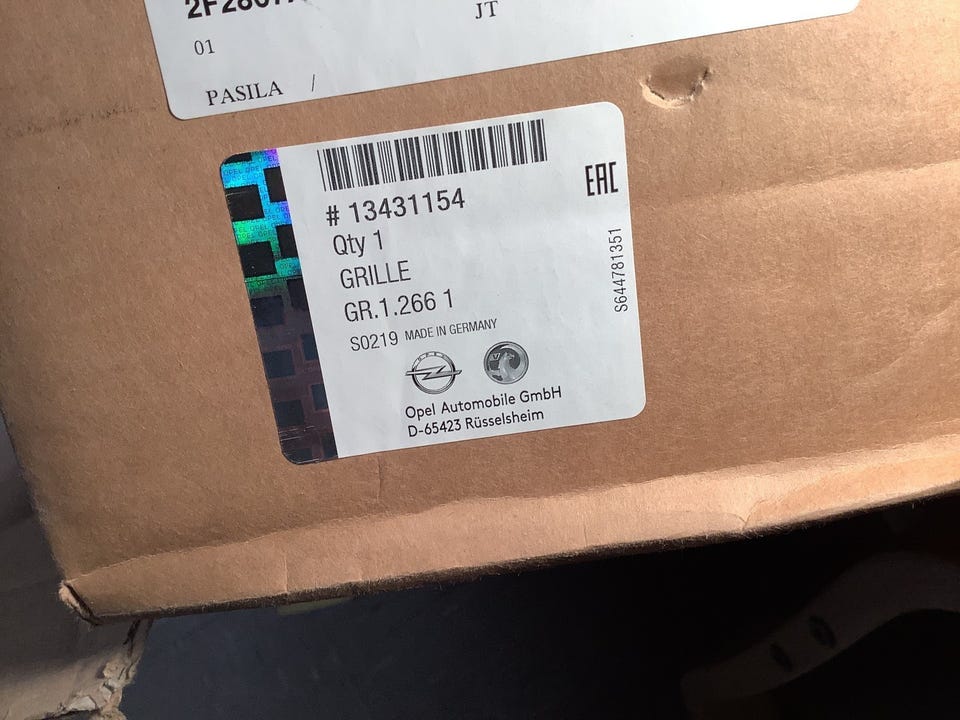 01
JT
PASILA /
# 13431154
Qty 1
GRILLE
GR.1.266 1
S0219 MADE IN GERMANY
Opel Automobile GmbH
D-65423 Rüsselsheim
EAC
S644781351
OPEL